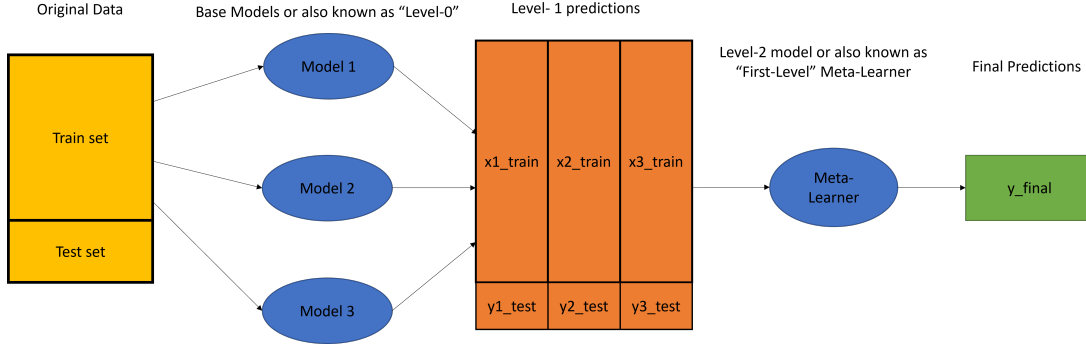 Original Data
Base Models or also known as “Level-0”
Level- 1 predictions
Level-2 model or also known as
“First-Level” Meta-Learner
Final Predictions
Train set
Test set
Model 1
Model 2
Model 3
x1_train
x2_train
x3_train
y1_test
y2_test
y3_test
Meta-
Learner
y_final